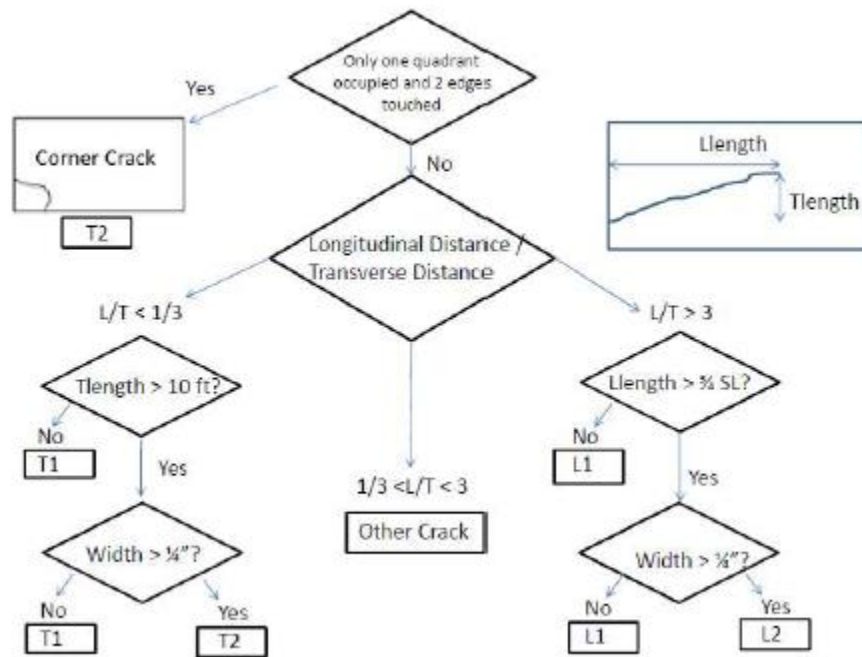 Only one quadrant
occupied and 2 edges
touched
Yes
No
Corner Crack
T2
Llength
Tlength
Longitudinal Distance /
Transverse Distance
L/T < 1/3
L/T > 3
Tlength > 10 ft?
Llength > ¾ SL?
No
T1
Yes
No
L1
Yes
1/3 <L/T < 3
Other Crack
Width > ¼"?
Width > ¼"?
No
T1
Yes
T2
No
L1
Yes
L2